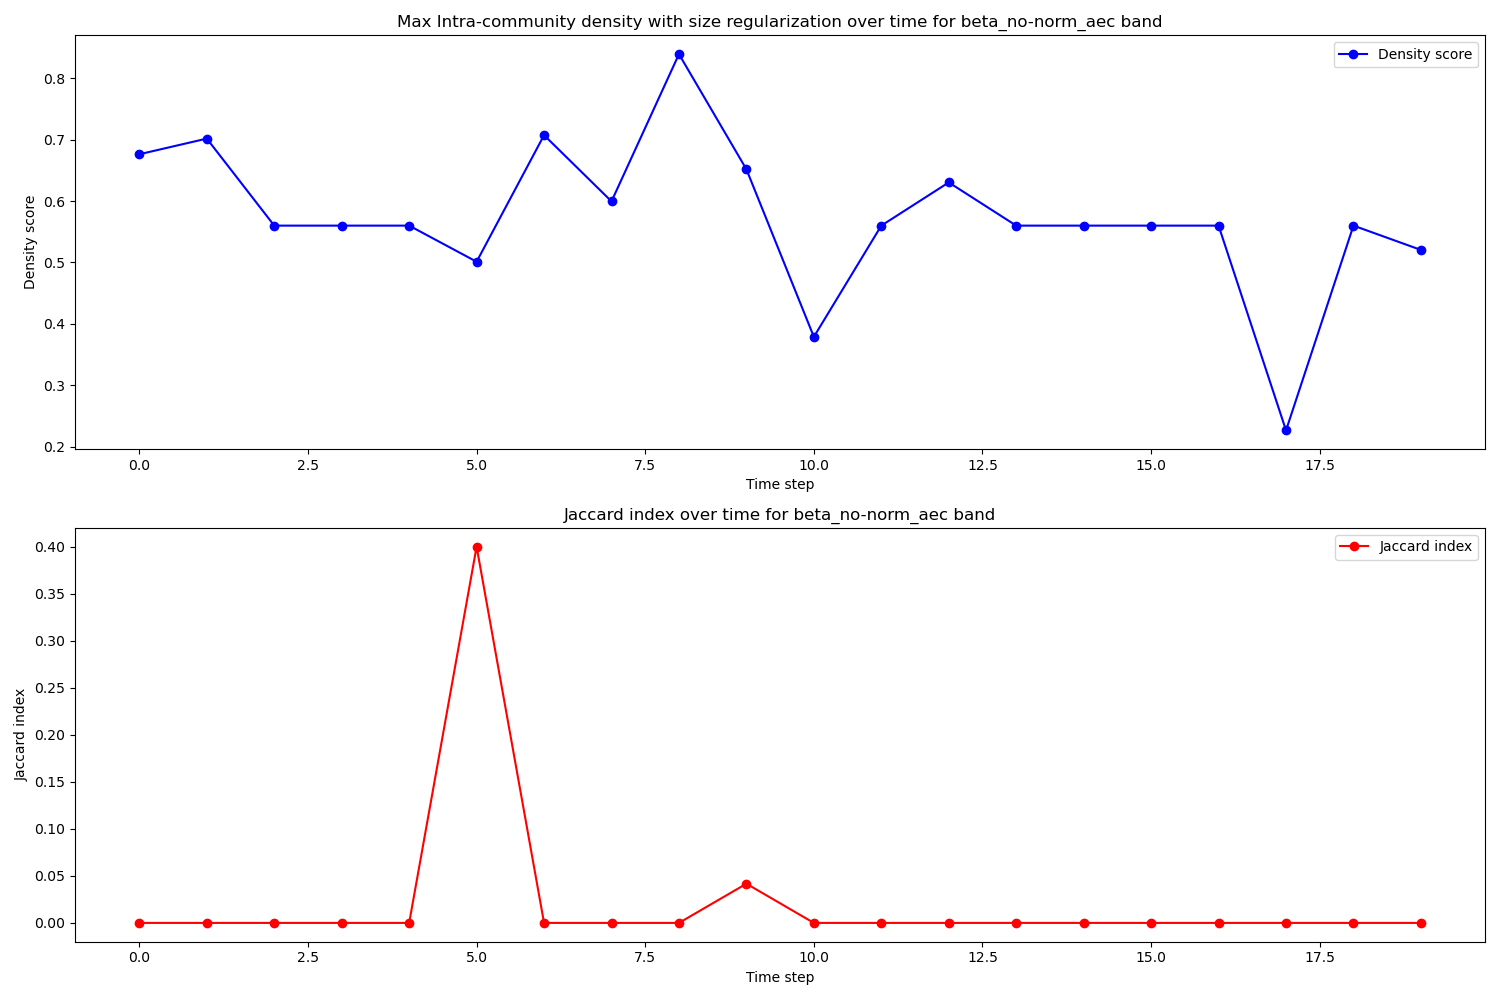 Max Intra-community density with size regularization over time for beta_no-norm_aec band
Density score
0.8
0.7
0.6
0.5
0.4
0.3
0.2
Density score
0.0 2.5 5.0 7.5 10.0 12.5 15.0 17.5
Time step
Jaccard index over time for beta_no-norm_aec band
Jaccard index
0.40
0.35
0.30
0.25
0.20
0.15
0.10
0.05
0.00
Jaccard index
0.0 2.5 5.0 7.5 10.0 12.5 15.0 17.5
Time step